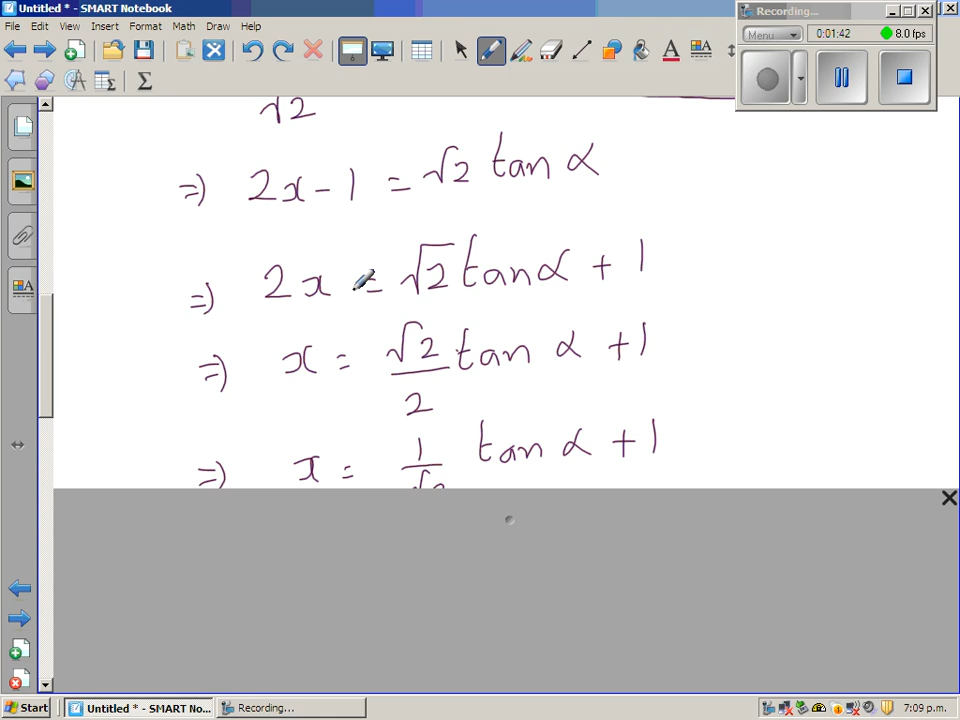 Untitled * - SMART Notebook
File Edit View Insert Format Math Draw Help
Recording...
Menu 0:01:42 8.0 fps
√2
⇒ 2x - 1 = √2 tan α
⇒ 2x = √2 tan α + 1
⇒ x = √2/2 tan α + 1
⇒ x = 1/√2 tan α + 1
Start Untitled * - SMART No... Recording... 7:09 p.m.